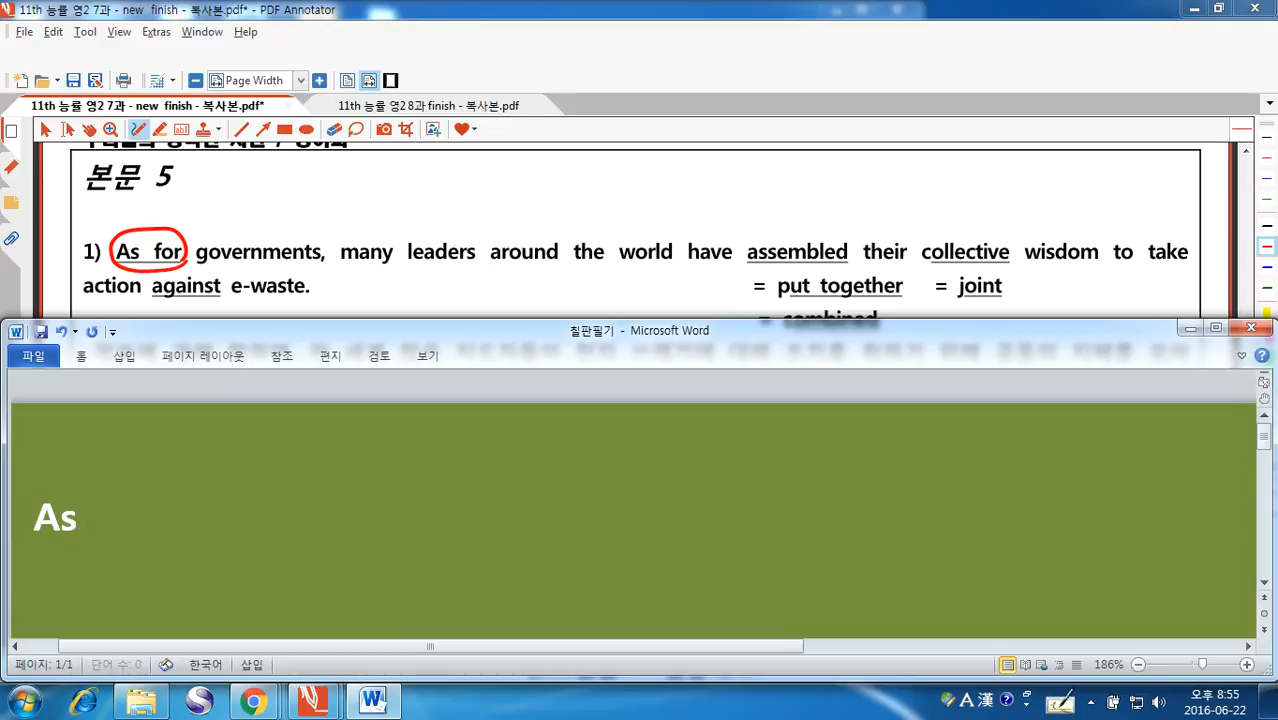 11th 능률 영2 7과 - new finish - 복사본.pdf* - PDF Annotator
File Edit Tool View Extras Window Help
Page Width
11th 능률 영2 7과 - new finish - 복사본.pdf* 11th 능률 영2 8과 finish - 복사본.pdf
본문 5
1) As for governments, many leaders around the world have assembled their collective wisdom to take
action against e-waste. = put together = joint
= combined
칠판필기 - Microsoft Word
파일 홈 삽입 페이지 레이아웃 참조 편지 검토 보기
As
페이지: 1/1 단어 수: 0 한국어 삽입 186%
A 漢
오후 8:55
2016-06-22